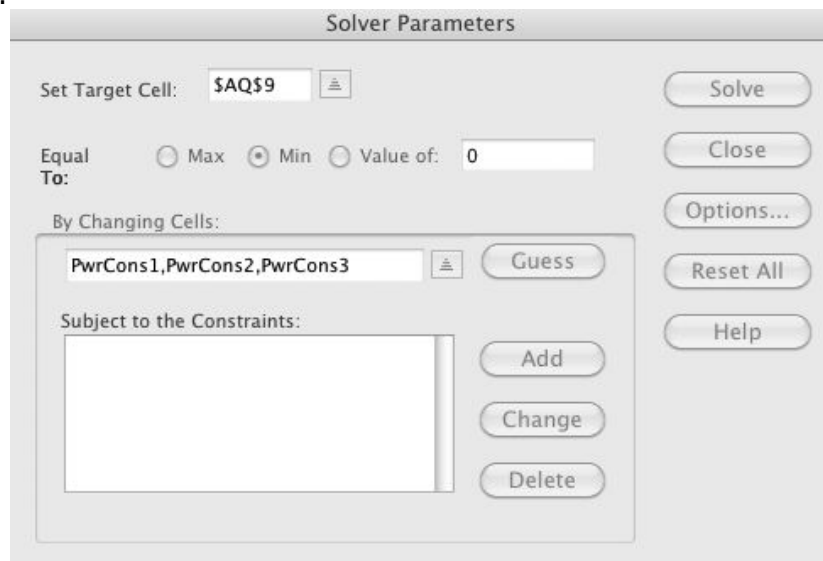 Solver Parameters
Set Target Cell: $AQ$9
Solve
Equal To: Max Min Value of: 0
Close
By Changing Cells:
Options...
PwrCons1,PwrCons2,PwrCons3
Guess
Reset All
Subject to the Constraints:
Help
Add
Change
Delete